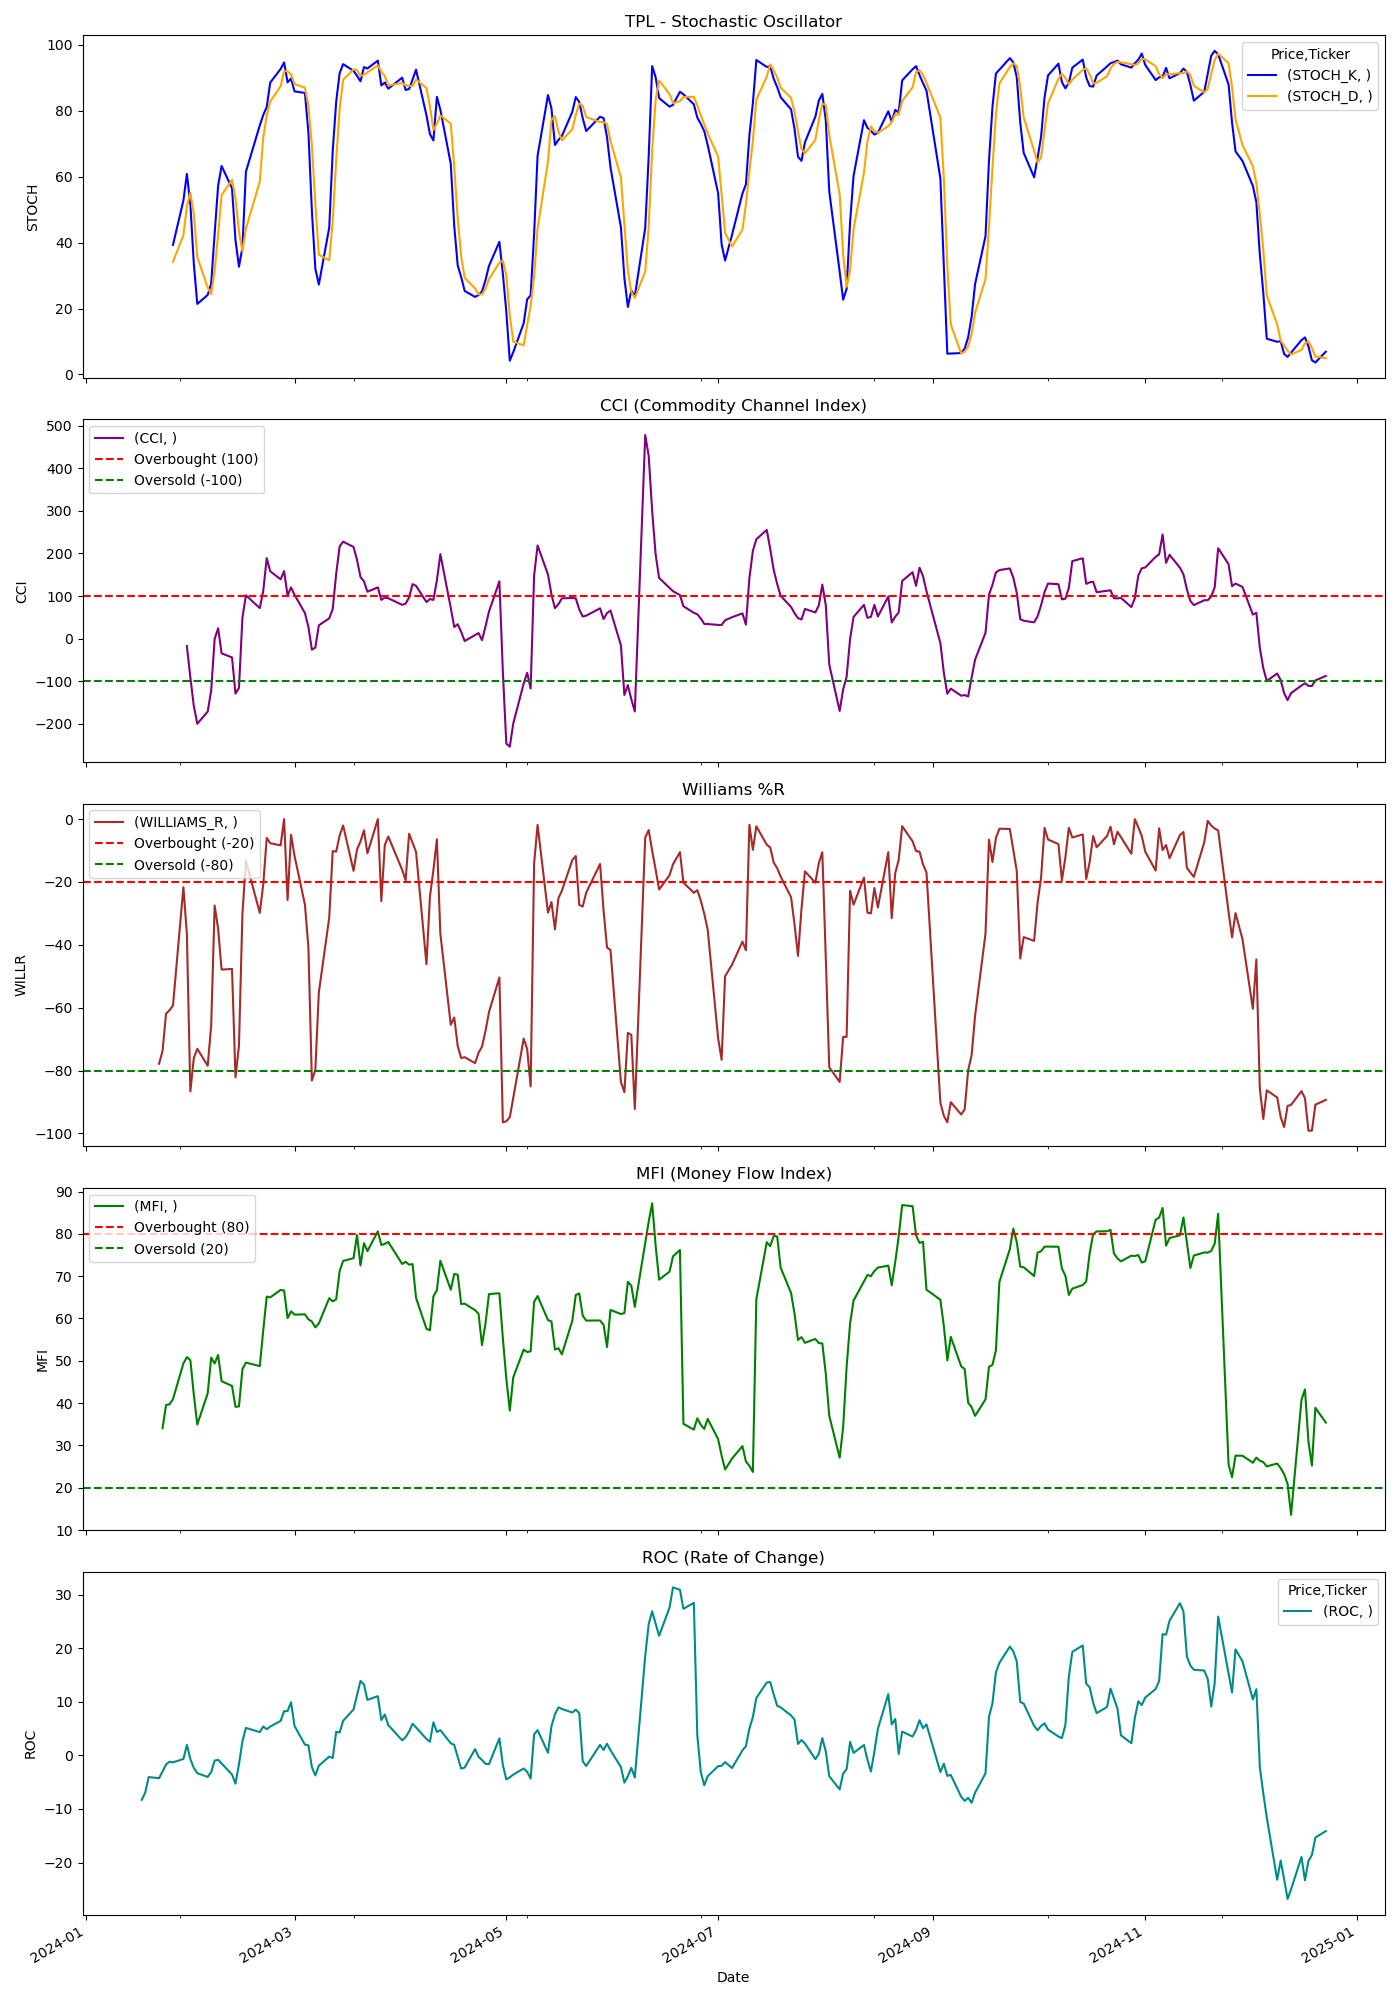 TPL - Stochastic Oscillator
100
80
60
40
20
0
STOCH
Price,Ticker
(STOCH_K, )
(STOCH_D, )
CCI (Commodity Channel Index)
500
400
300
200
100
0
−100
−200
CCI
(CCI, )
Overbought (100)
Oversold (-100)
Williams %R
0
−20
−40
−60
−80
−100
WILLR
(WILLIAMS_R, )
Overbought (-20)
Oversold (-80)
MFI (Money Flow Index)
90
80
70
60
50
40
30
20
10
MFI
(MFI, )
Overbought (80)
Oversold (20)
ROC (Rate of Change)
30
20
10
0
−10
−20
ROC
Price,Ticker
(ROC, )
2024-01
2024-03
2024-05
2024-07
2024-09
2024-11
2025-01
Date